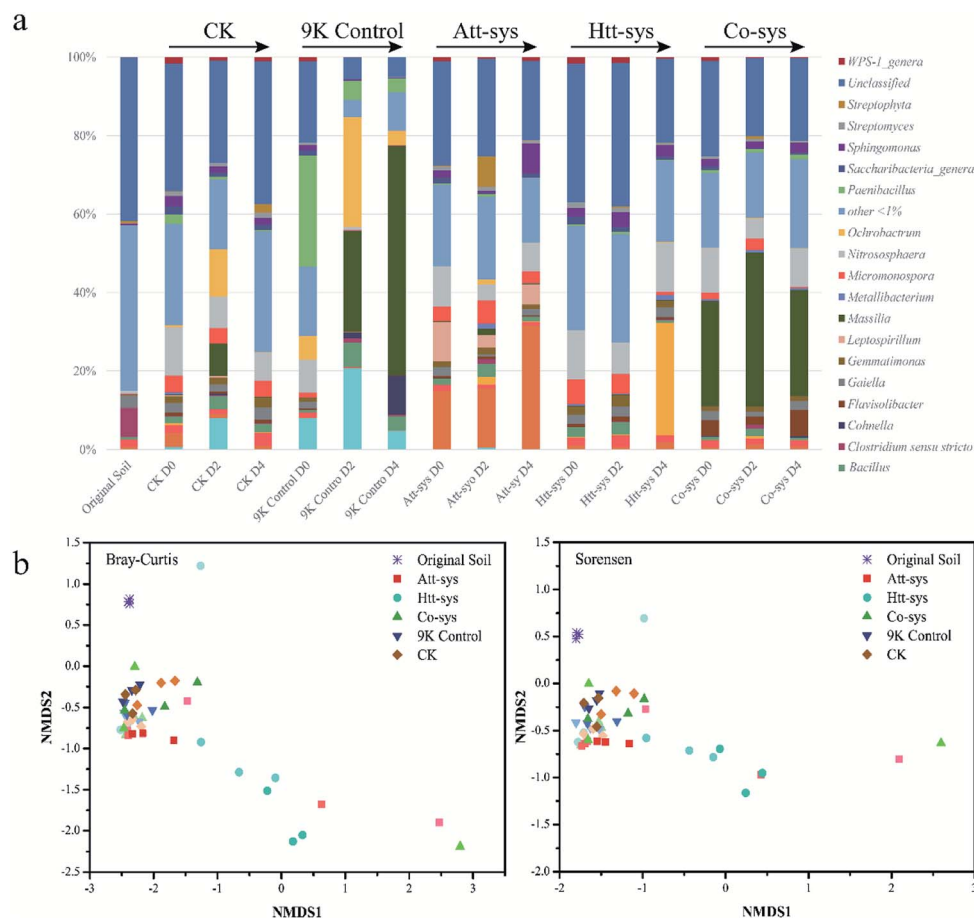 a
CK 9K Control Att-sys Htt-sys Co-sys
100%
80%
60%
40%
20%
0%
WPS-1_genera
Unclassified
Streptophyta
Streptomyces
Sphingomonas
Saccharibacteria_genera
Paenibacillus
other <1%
Ochrobactrum
Nitrososphaera
Micromonospora
Metallibacterium
Massilia
Leptospirillum
Gemmatimonas
Gaiella
Flavisolibacter
Cohnella
Clostridium sensu stricto
Bacillus
Original Soil
CK D0
CK D2
CK D4
9K Control D0
9K Contro D2
9K Contro D4
Att-sys D0
Att-syo D2
Att-sy D4
Htt-sys D0
Htt-sys D2
Htt-sys D4
Co-sys D0
Co-sys D2
Co-sys D4
b
Bray-Curtis
Original Soil
Att-sys
Htt-sys
Co-sys
9K Control
CK
1.5
1.0
0.5
0.0
-0.5
-1.0
-1.5
-2.0
-2.5
NMDS2
-3 -2 -1 0 1 2 3
NMDS1
Sorensen
Original Soil
Att-sys
Htt-sys
Co-sys
9K Control
CK
1.5
1.0
0.5
0.0
-0.5
-1.0
-1.5
-2.0
NMDS2
-2 -1 0 1 2 3
NMDS1